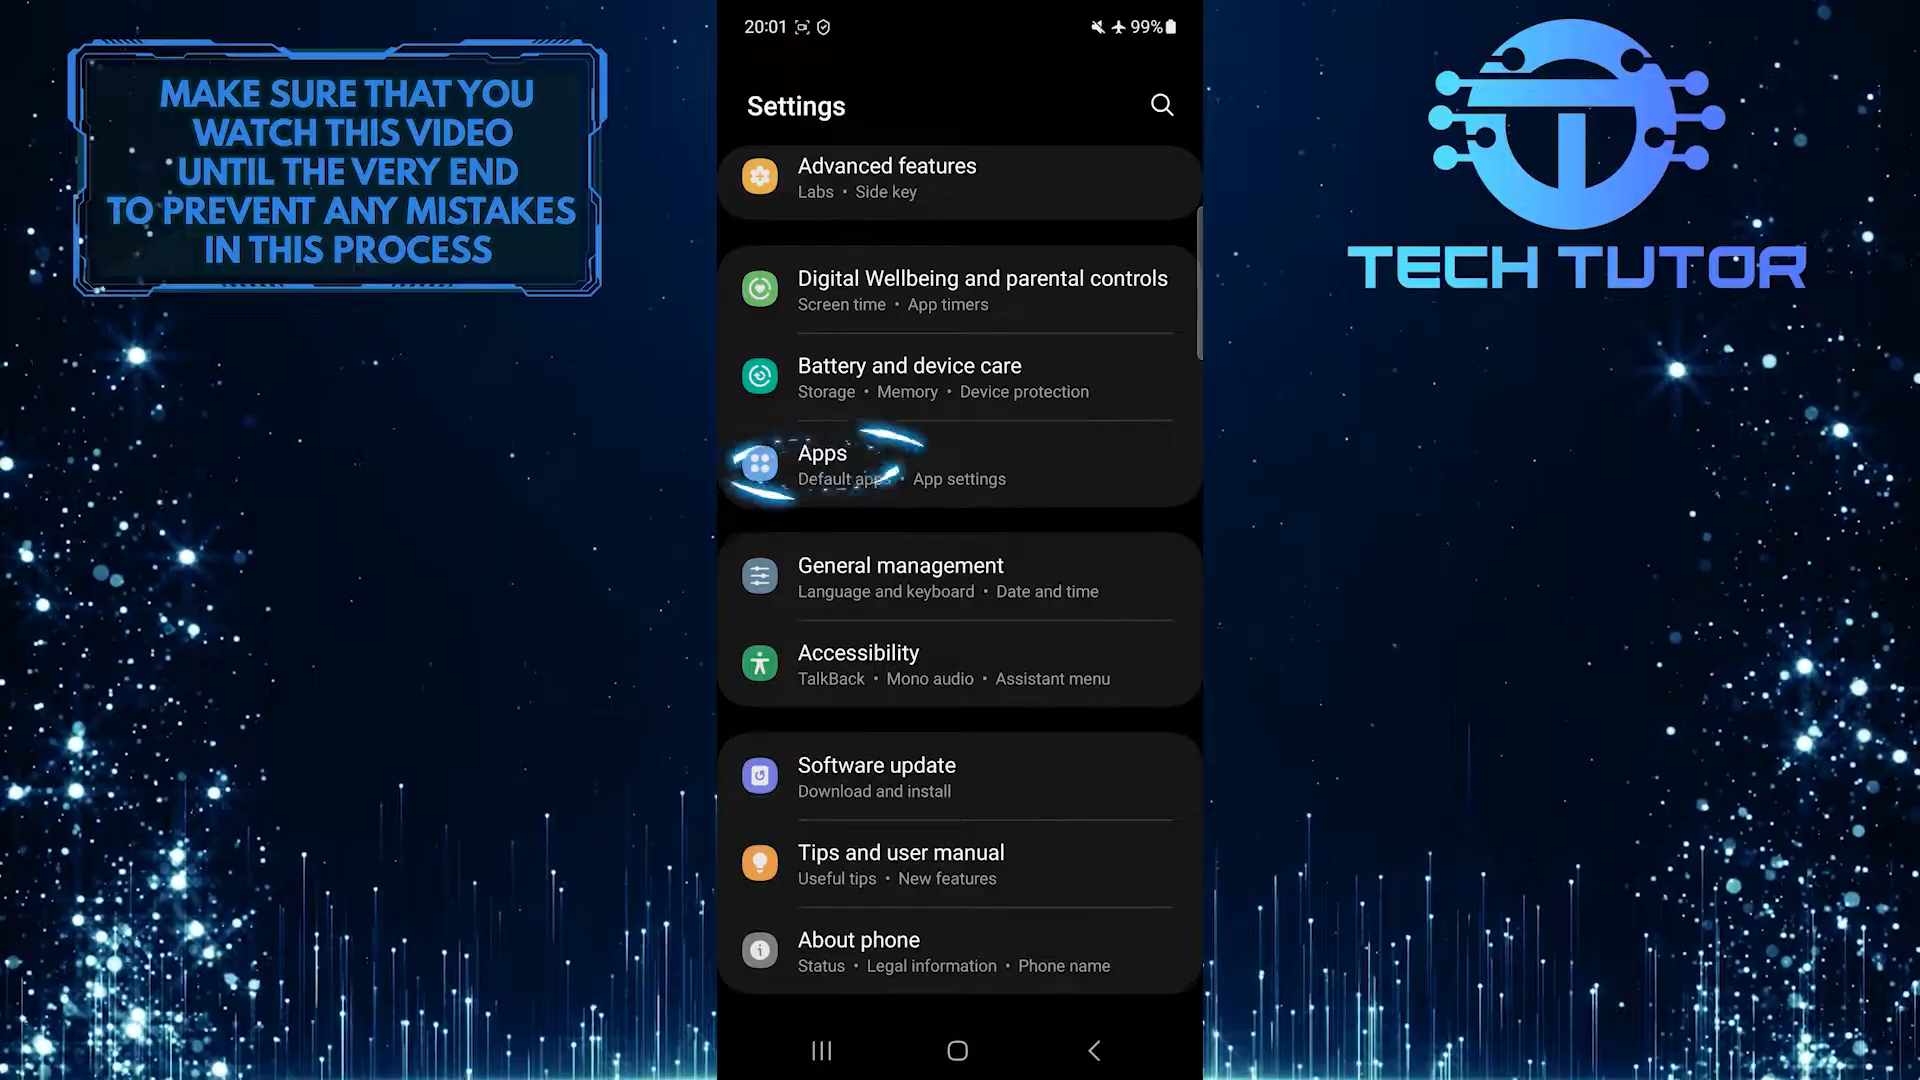 MAKE SURE THAT YOU
WATCH THIS VIDEO
UNTIL THE VERY END
TO PREVENT ANY MISTAKES
IN THIS PROCESS
20:01
99%
Settings
Advanced features
Labs • Side key
Digital Wellbeing and parental controls
Screen time • App timers
Battery and device care
Storage • Memory • Device protection
Apps
Default apps • App settings
General management
Language and keyboard • Date and time
Accessibility
TalkBack • Mono audio • Assistant menu
Software update
Download and install
Tips and user manual
Useful tips • New features
About phone
Status • Legal information • Phone name
TECH TUTOR